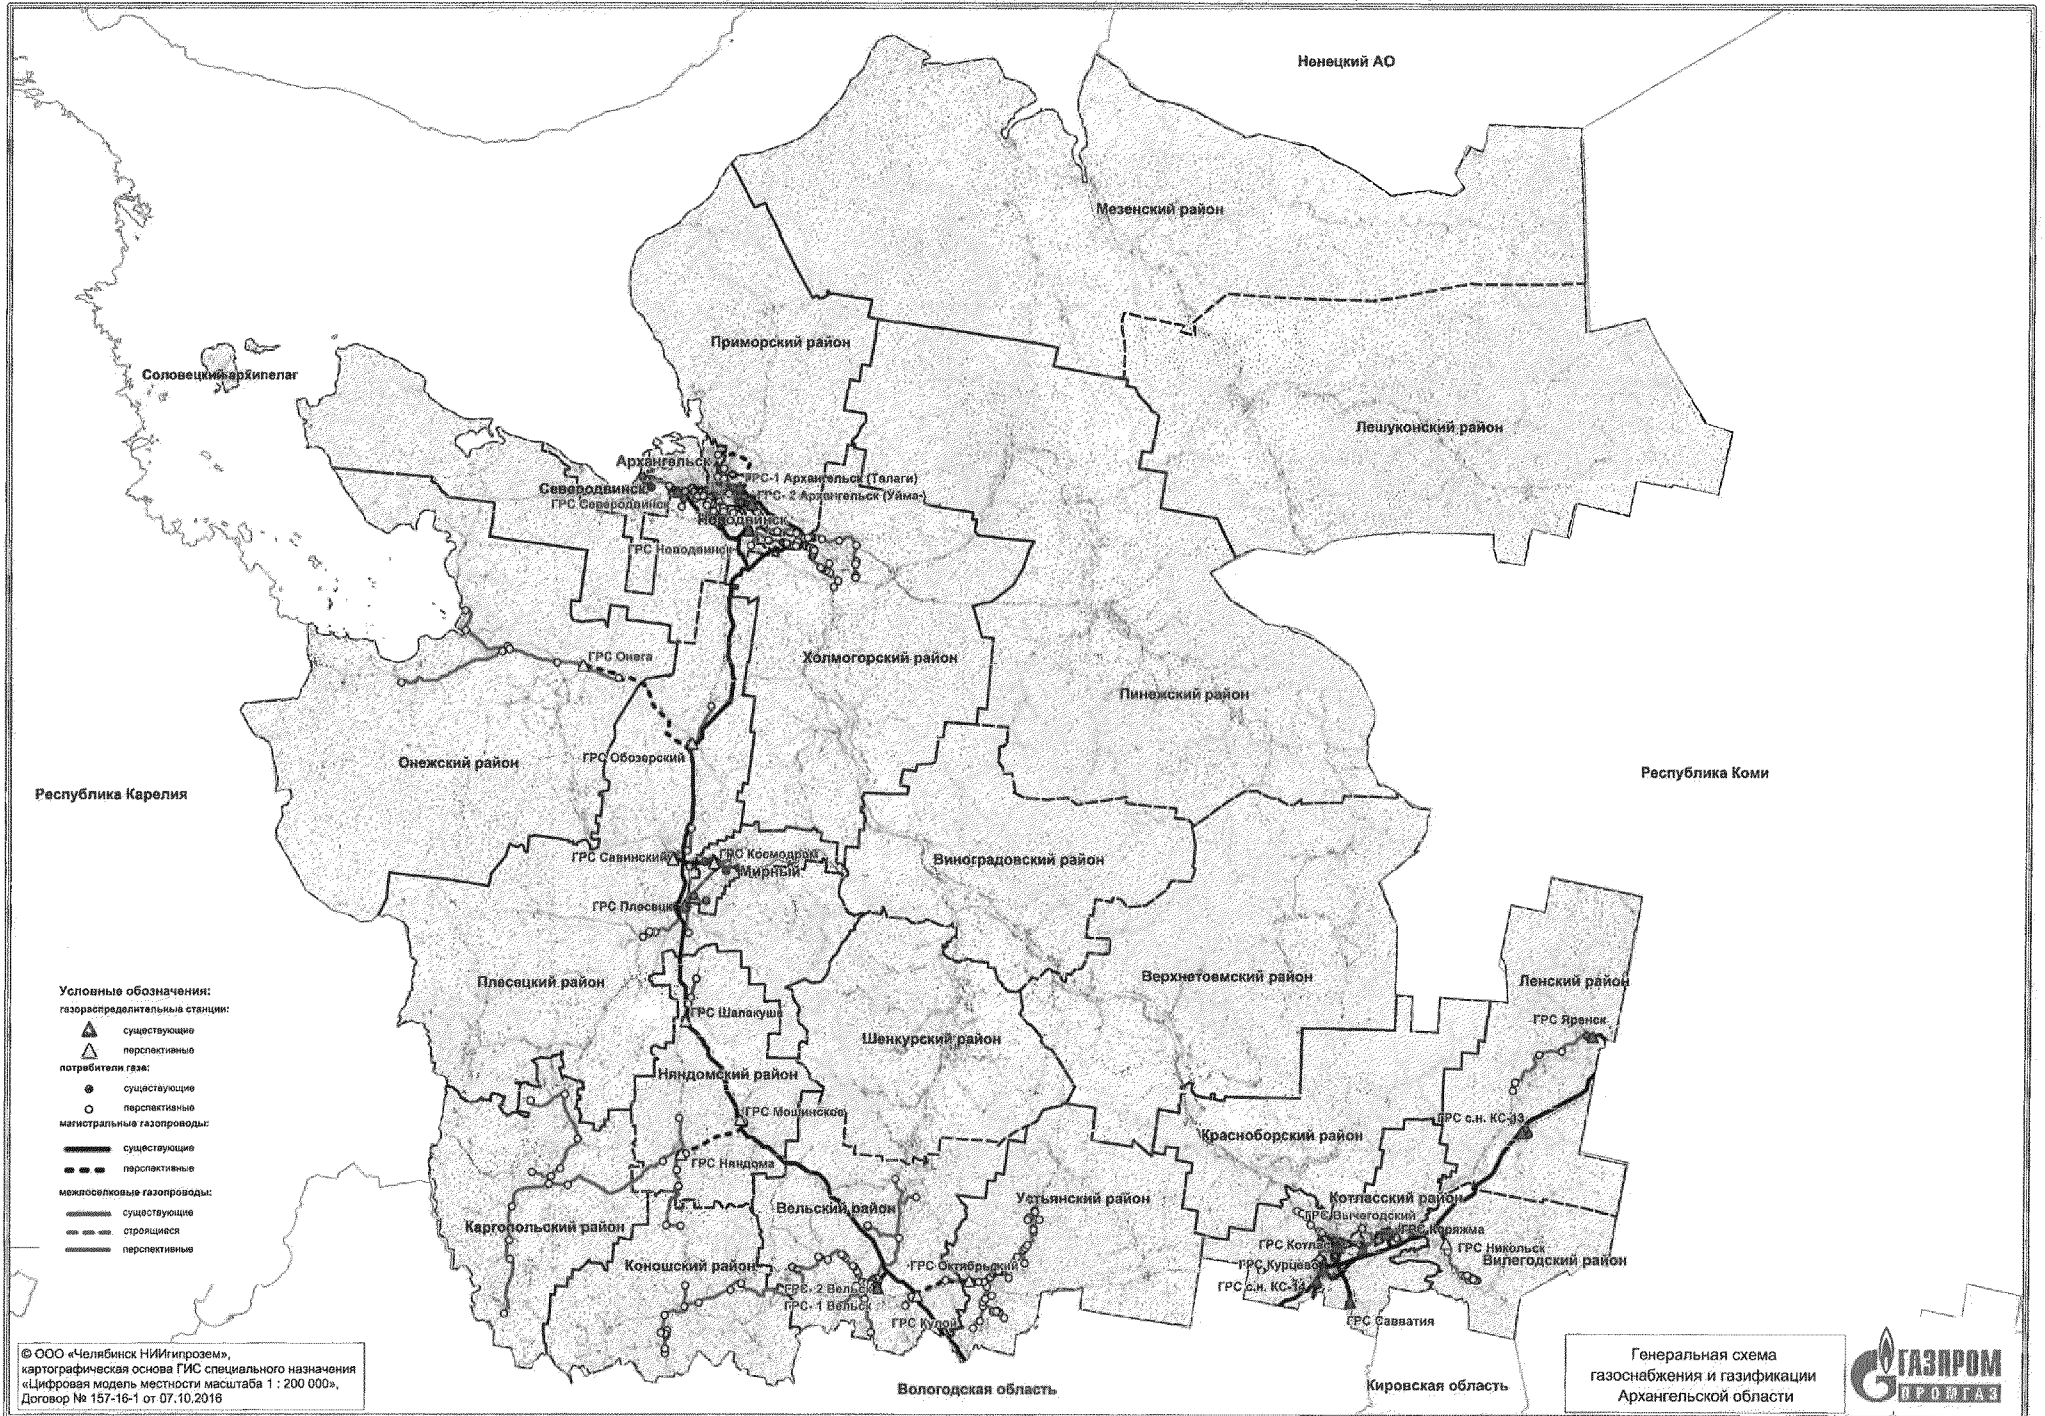 Ненецкий АО
Мезенский район
Приморский район
Соловецкий архипелаг
Лешуконский район
Архангельск
ГРС-1 Архангельск (Талаги)
Северодвинск
ГРС- 2 Архангельск (Уйма-)
ГРС Северодвинск
Новодвинск
ГРС Новодвинск
ГРС Онега
Холмогорский район
Пинежский район
ГРС Обозерский
Онежский район
Республика Коми
Республика Карелия
ГРС Савинский
ГРС Космодром
Виноградовский район
Мирный
ГРС Плесецк
Плесецкий район
Верхнетоемский район
Ленский район
ГРС Шалакуша
ГРС Яренск
Шенкурский район
Няндомский район
ГРС Мошинское
ГРС с.н. КС-13
Красноборский район
ГРС Няндома
Котласский район
Устьянский район
Вельский район
ГРС Вычегодский
Каргопольский район
ГРС Коряжма
ГРС Котлас
ГРС Никольск
Вилегодский район
Коношский район
ГРС Октябрьский
ГРС Курцево
ГРС- 2 Вельск
ГРС с.н. КС-14
ГРС- 1 Вельск
ГРС Кулой
ГРС Савватия
Вологодская область
Кировская область
Условные обозначения:
газораспределительные станции:
существующие
перспективные
потребители газа:
существующие
перспективные
магистральные газопроводы:
существующие
перспективные
межпоселковые газопроводы:
существующие
строящиеся
перспективные
© ООО «Челябинск НИИгипрозем»,
картографическая основа ГИС специального назначения
«Цифровая модель местности масштаба 1 : 200 000»,
Договор № 157-16-1 от 07.10.2016
Генеральная схема
газоснабжения и газификации
Архангельской области
ГАЗПРОМ
ПРОМГАЗ